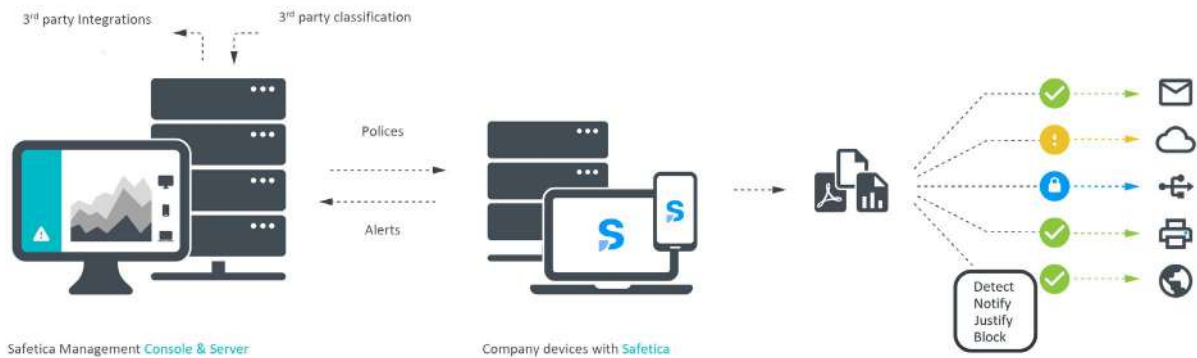 3rd party Integrations
3rd party classification
Polices
Alerts
Detect
Notify
Justify
Block
Safetica Management Console & Server
Company devices with Safetica